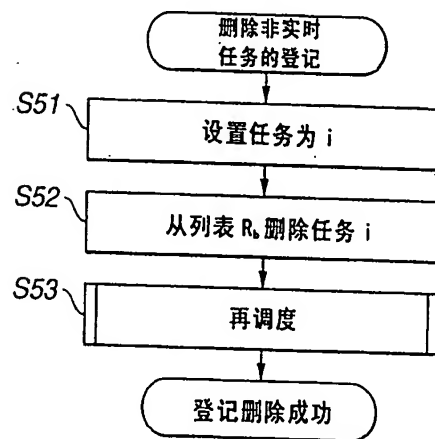 删除非实时
任务的登记
S51
设置任务为 i
S52
从列表 Rb 删除任务 i
S53
再调度
登记删除成功